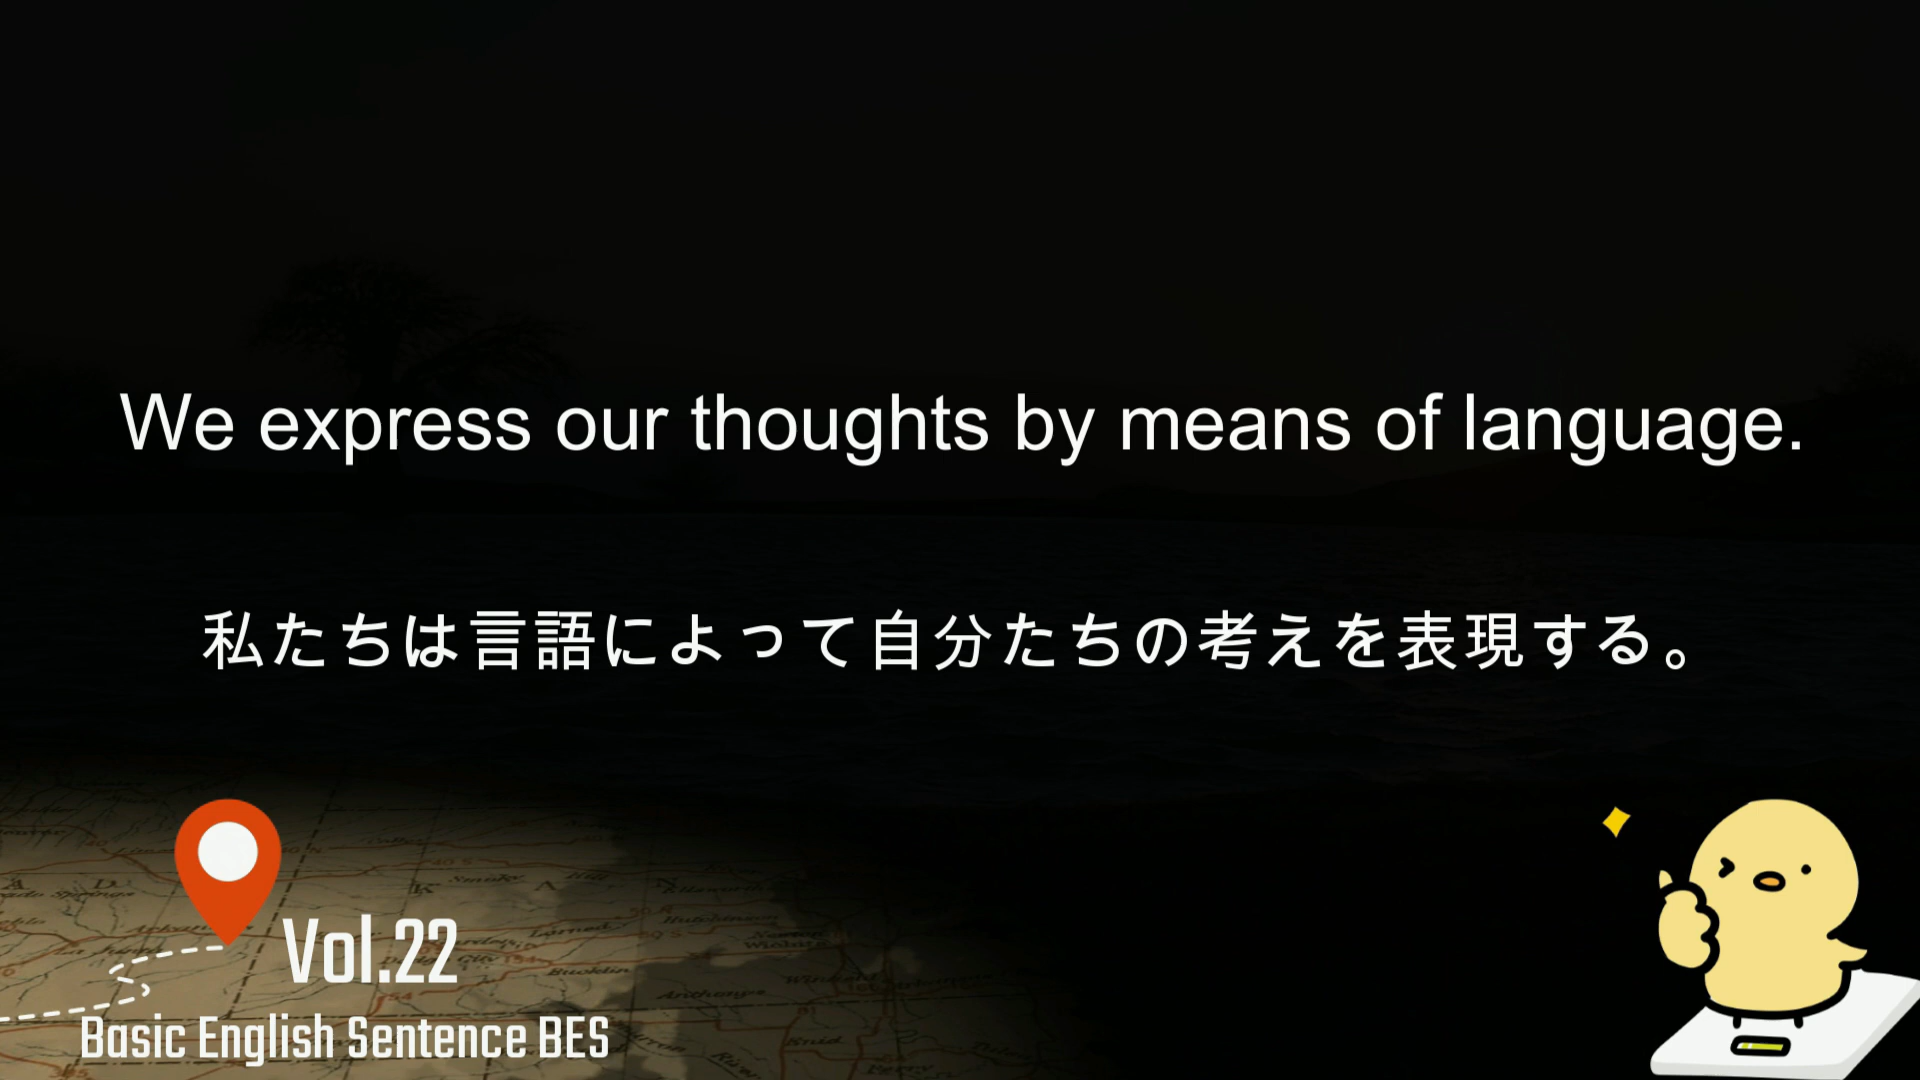 We express our thoughts by means of language.
私たちは言語によって自分たちの考えを表現する。
Vol.22
Basic English Sentence BES